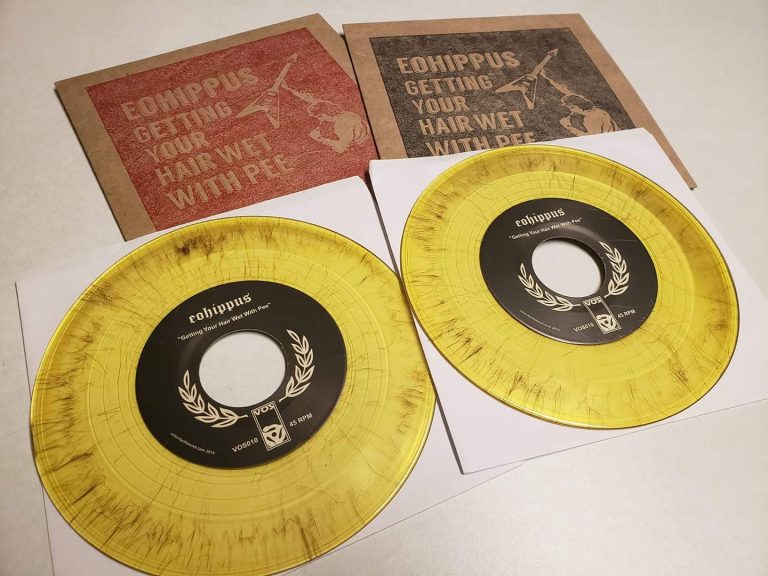 EOHIPPUS
GETTING
YOUR
HAIR WET
WITH PEE
EOHIPPUS
GETTING
YOUR
HAIR WET
WITH PEE
eohippus
"Getting Your Hair Wet With Pee"
VOS
VOS010
45 RPM
eohippus
"Getting Your Hair Wet With Pee"
VOS
VOS010
45 RPM